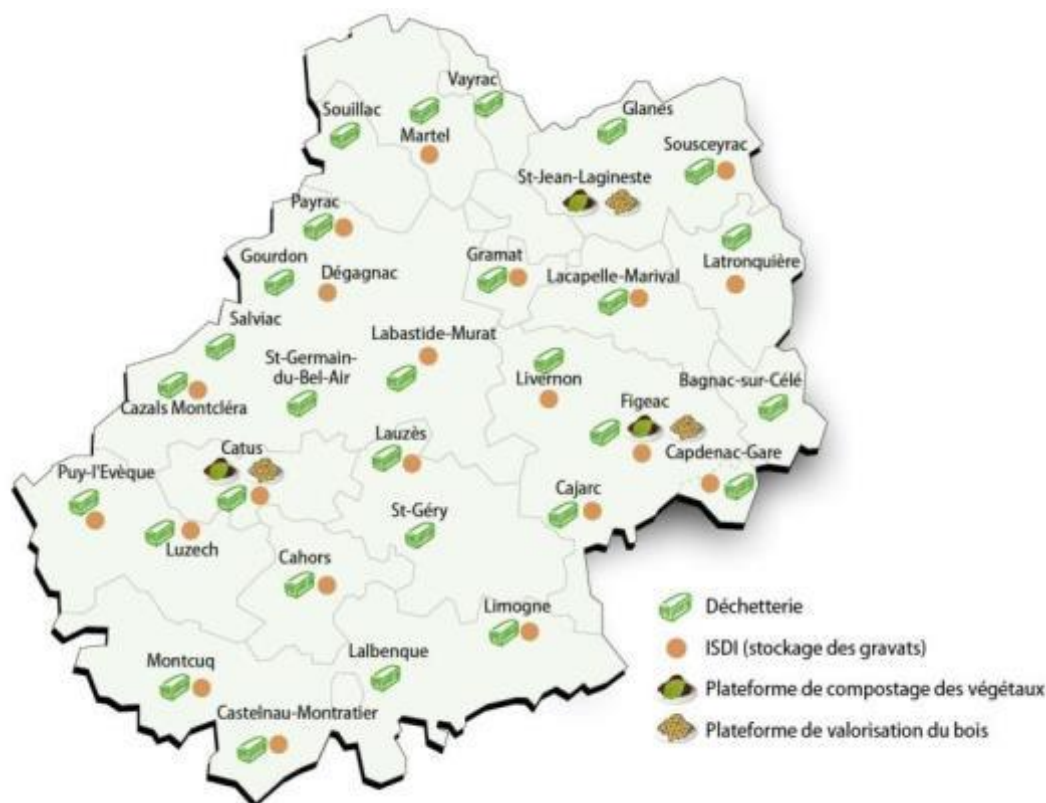 Vayrac
Souillac
Glanes
Martel
Sousceyrac
St-Jean-Lagineste
Payrac
Gourdon
Dégagnac
Gramat
Lacapelle-Marival
Latronquière
Salviac
Labastide-Murat
St-Germain-
du-Bel-Air
Livernon
Bagnac-sur-Célé
Cazals Montcléra
Figeac
Lauzès
Catus
Capdenac-Gare
Puy-l'Evèque
Cajarc
St-Géry
Luzech
Cahors
Limogne
Montcuq
Lalbenque
Castelnau-Montratier
Déchetterie
ISDI (stockage des gravats)
Plateforme de compostage des végétaux
Plateforme de valorisation du bois